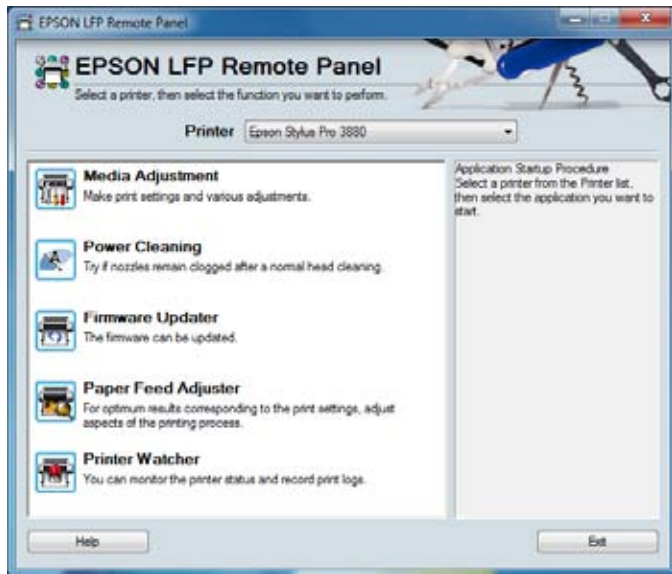 EPSON LFP Remote Panel
EPSON LFP Remote Panel
Select a printer, then select the function you want to perform.
Printer Epson Stylus Pro 3880
Media Adjustment
Make print settings and various adjustments.
Power Cleaning
Try if nozzles remain clogged after a normal head cleaning.
Firmware Updater
The firmware can be updated.
Paper Feed Adjuster
For optimum results corresponding to the print settings, adjust
aspects of the printing process.
Printer Watcher
You can monitor the printer status and record print logs.
Application Startup Procedure
Select a printer from the Printer list,
then select the application you want to
start.
Help
Exit